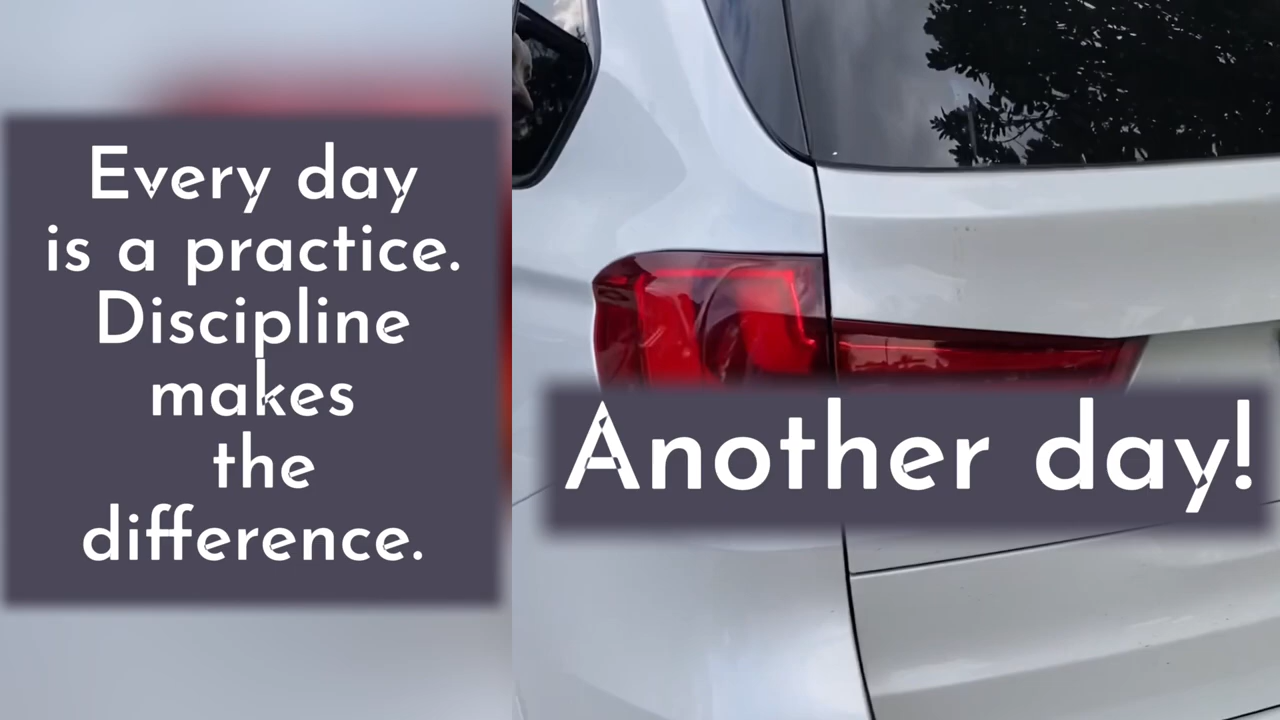 Every day
is a practice.
Discipline
makes
the
difference.
Another day!